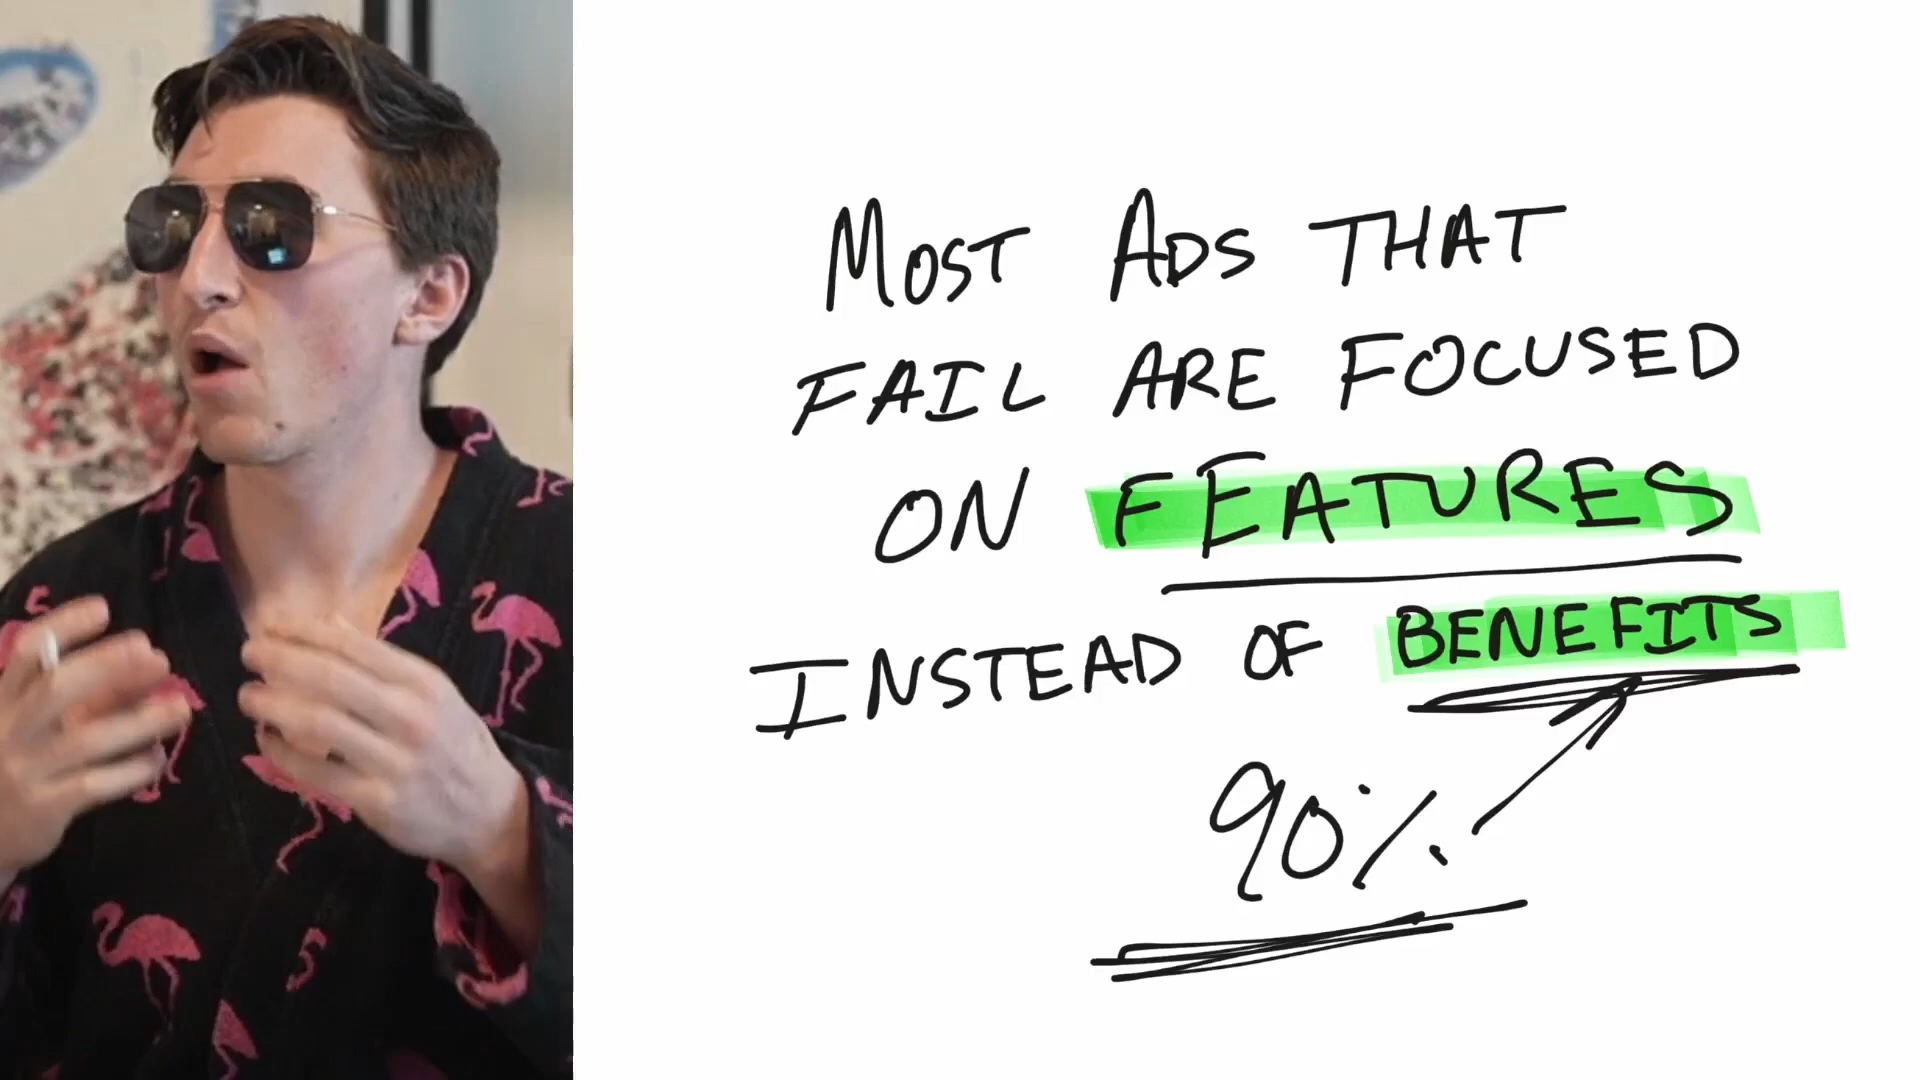 MOST ADS THAT
FAIL ARE FOCUSED
ON FEATURES
INSTEAD OF BENEFITS
90%